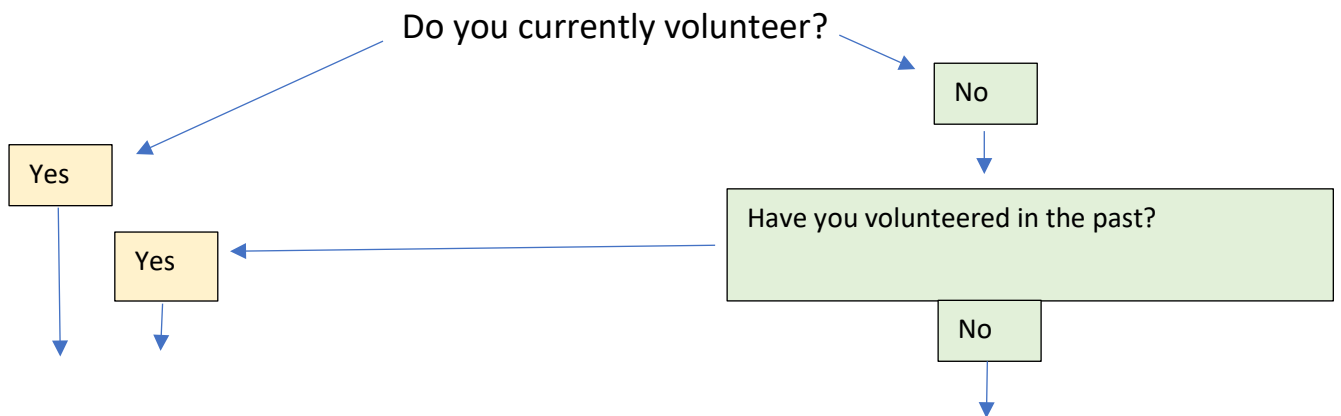 Do you currently volunteer?
No
Yes
Have you volunteered in the past?
Yes
No